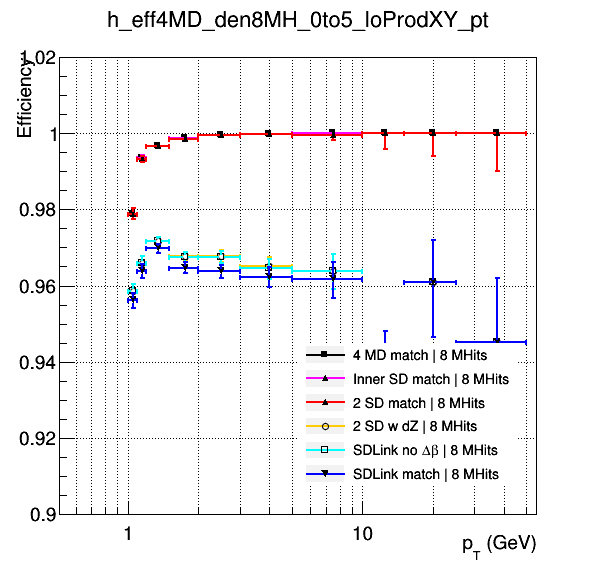 h_eff4MD_den8MH_0to5_loProdXY_pt
Efficiency
1.02
1
0.98
0.96
0.94
0.92
0.9
4 MD match | 8 MHits
Inner SD match | 8 MHits
2 SD match | 8 MHits
2 SD w dZ | 8 MHits
SDLink no Δβ | 8 MHits
SDLink match | 8 MHits
1
10
p_T (GeV)